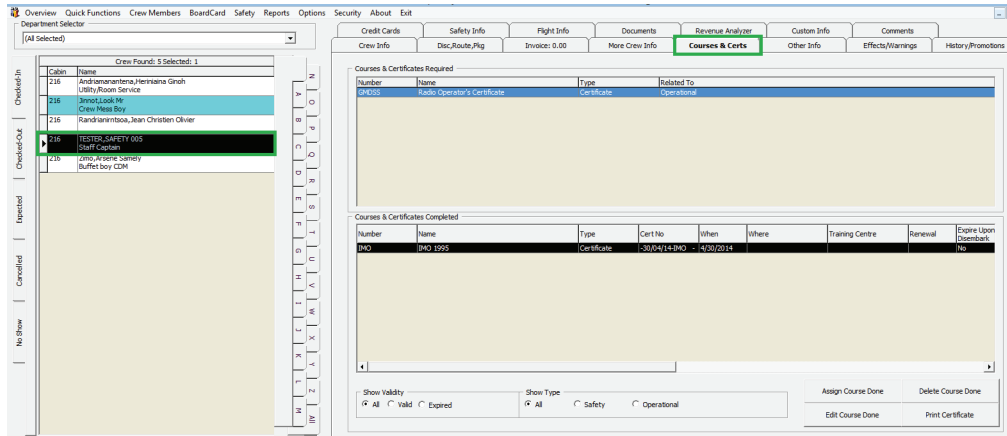 Overview Quick Functions Crew Members BoardCard Safety Reports Options Security About Exit
Department Selector
(All Selected)
Crew Found: 5 Selected: 1
Cabin Name
216 Andriamanantena,Heriniaina Ginoh
Utility/Room Service
216 Jinnot,Look Mr
Crew Mess Boy
216 Randrianirntsoa,Jean Christien Olivier
216 TESTER,SAFETY 005
Staff Captain
216 Zimo,Arsene Samely
Buffet boy CDM
Checked-In
Checked-Out
Expected
Cancelled
No Show
A
B
C
D
E
F
G
H
I
J
K
L
M
N
O
P
Q
R
S
T
U
V
W
X
Y
Z
All
Credit Cards Safety Info Flight Info Documents Revenue Analyzer Custom Info Comments
Crew Info Disc,Route,Pkg Invoice: 0.00 More Crew Info Courses & Certs Other Info Effects/Warnings History/Promotions
Courses & Certificates Required
Number Name Type Related To
GMDSS Radio Operator's Certificate Certificate Operational
Courses & Certificates Completed
Number Name Type Cert No When Where Training Centre Renewal Expire Upon
Disembark
IMO IMO 1995 Certificate -30/04/14-IMO - 4/30/2014 No
Show Validity
All Valid Expired
Show Type
All Safety Operational
Assign Course Done Delete Course Done
Edit Course Done Print Certificate